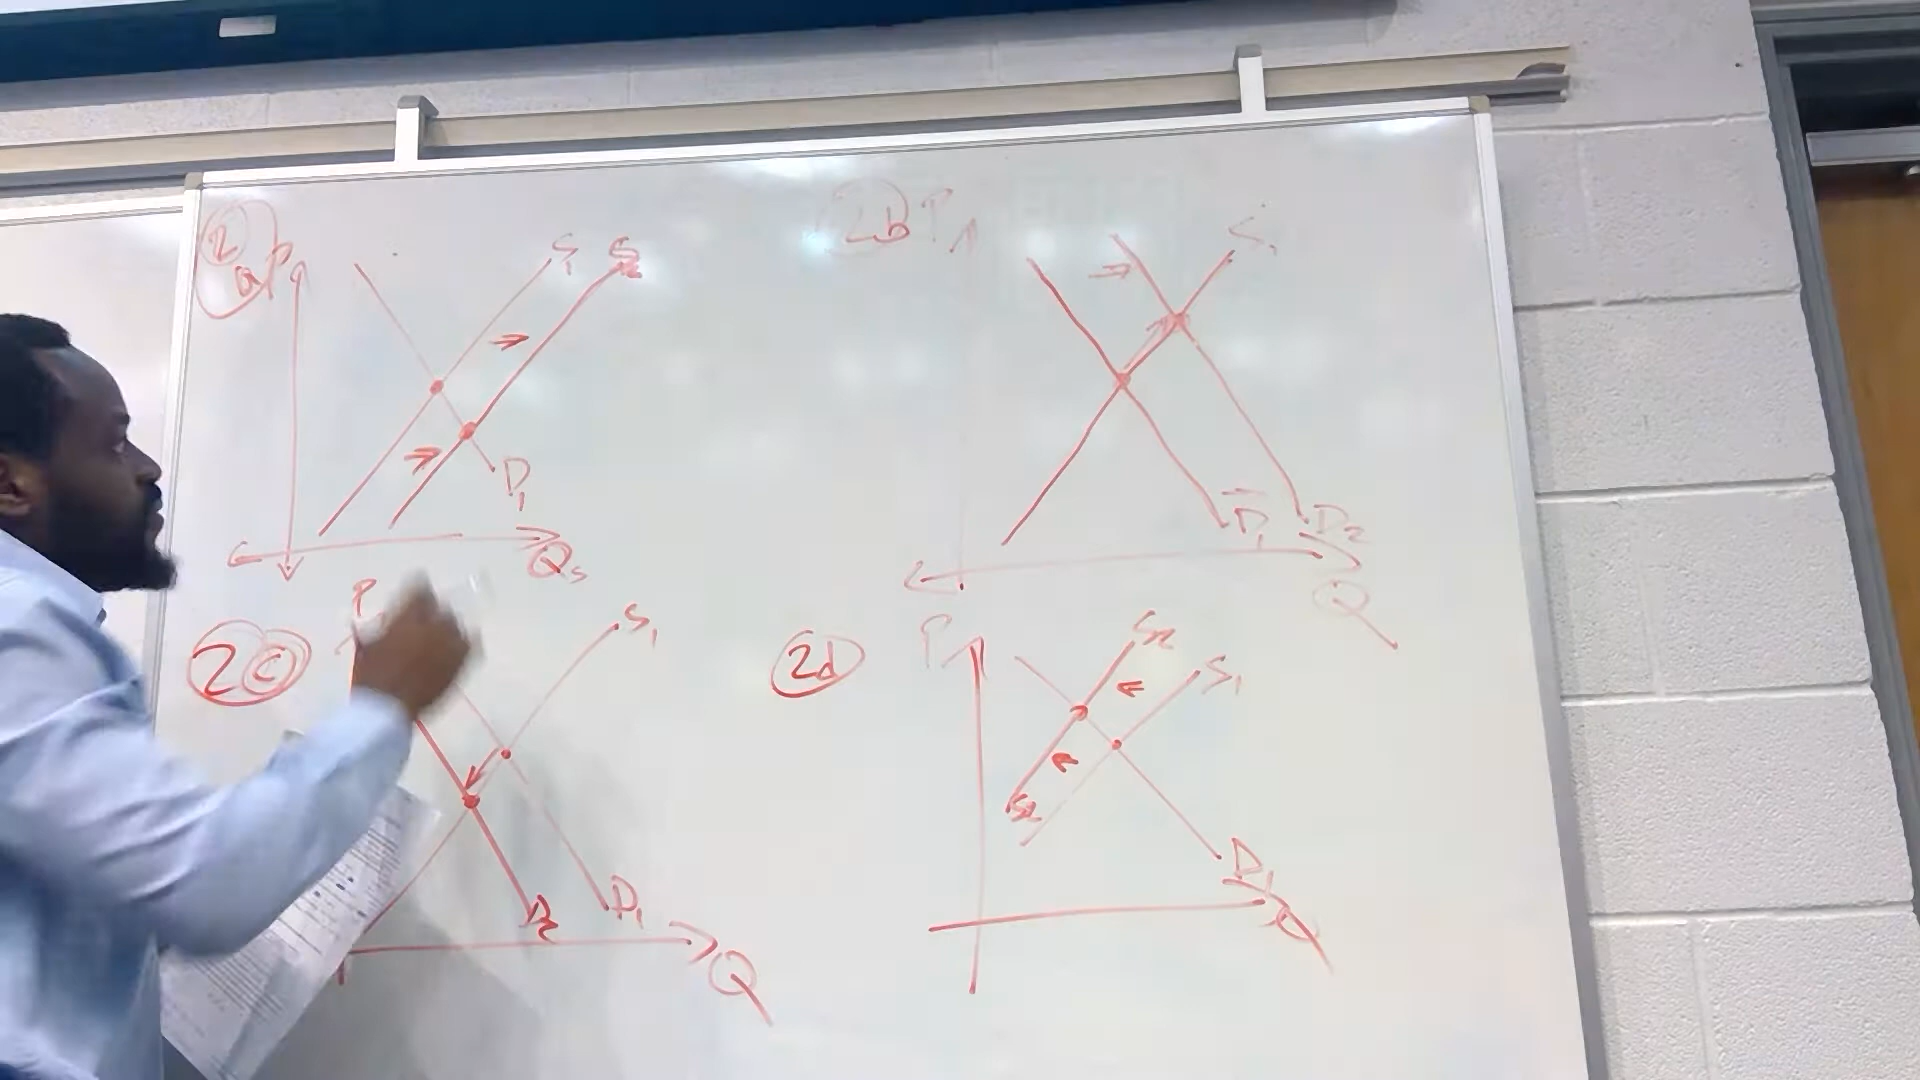 2a P S1 S2
D1
Qs
2b P S1
D1 D2
Q
2c P S1
D2 D1
Q
2d P S2 S1
S2
D1
Q